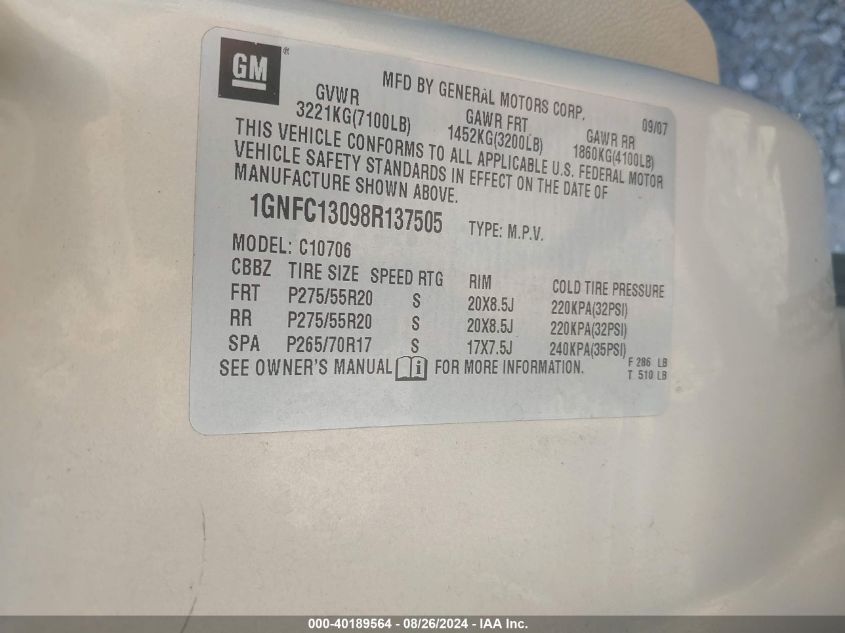 GM ®
MFD BY GENERAL MOTORS CORP. 09/07
GVWR GAWR FRT GAWR RR
3221KG(7100LB) 1452KG(3200LB) 1860KG(4100LB)
THIS VEHICLE CONFORMS TO ALL APPLICABLE U.S. FEDERAL MOTOR
VEHICLE SAFETY STANDARDS IN EFFECT ON THE DATE OF
MANUFACTURE SHOWN ABOVE.
1GNFC13098R137505 TYPE: M.P.V.
MODEL: C10706
CBBZ TIRE SIZE SPEED RTG RIM COLD TIRE PRESSURE
FRT P275/55R20 S 20X8.5J 220KPA(32PSI)
RR P275/55R20 S 20X8.5J 220KPA(32PSI)
SPA P265/70R17 S 17X7.5J 240KPA(35PSI)
SEE OWNER'S MANUAL i FOR MORE INFORMATION.
F 286 LB
T 510 LB
000-40189564 - 08/26/2024 - IAA Inc.